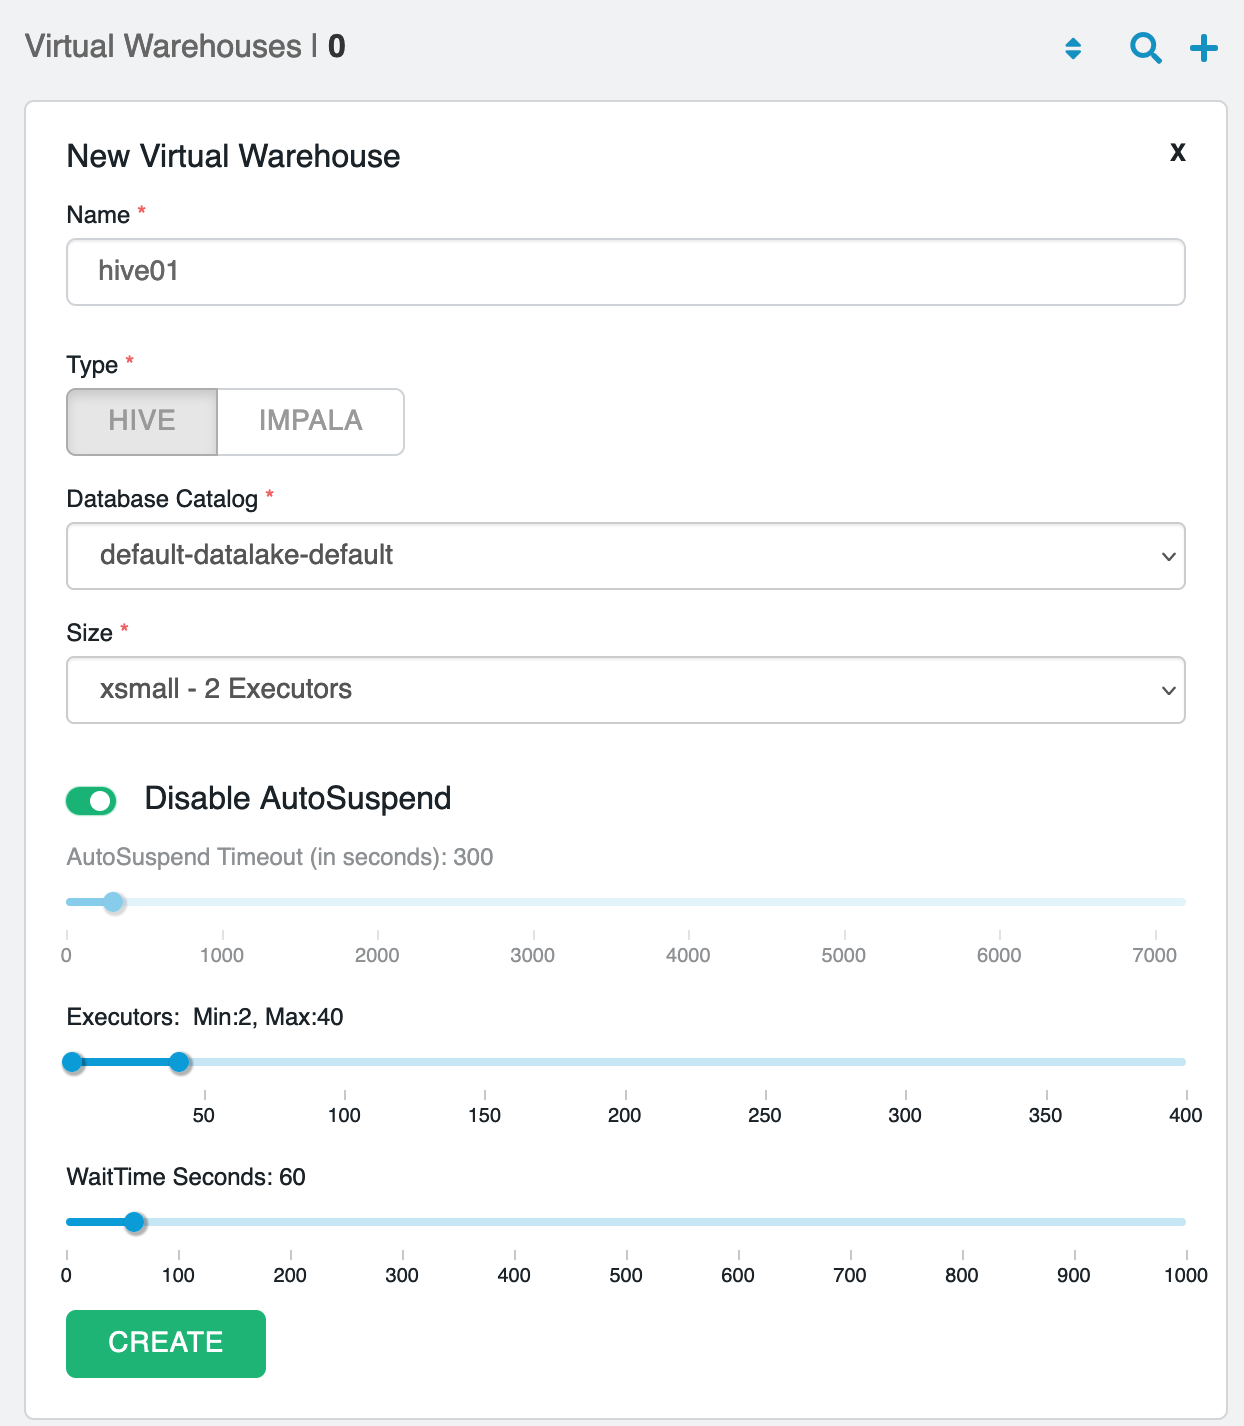 Virtual Warehouses | 0
New Virtual Warehouse
X
Name *
hive01
Type *
HIVE IMPALA
Database Catalog *
default-datalake-default
Size *
xsmall - 2 Executors
Disable AutoSuspend
AutoSuspend Timeout (in seconds): 300
0 1000 2000 3000 4000 5000 6000 7000
Executors: Min:2, Max:40
50 100 150 200 250 300 350 400
WaitTime Seconds: 60
0 100 200 300 400 500 600 700 800 900 1000
CREATE